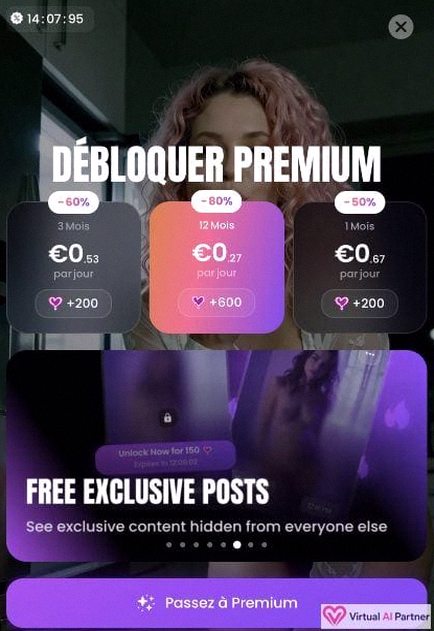 14:07:95
DÉBLOQUER PREMIUM
-60%
3 Mois
€0.53
par jour
+200
-80%
12 Mois
€0.27
par jour
+600
-50%
1 Mois
€0.67
par jour
+200
Unlock Now for 150
FREE EXCLUSIVE POSTS
See exclusive content hidden from everyone else
Passez à Premium
Virtual AI Partner